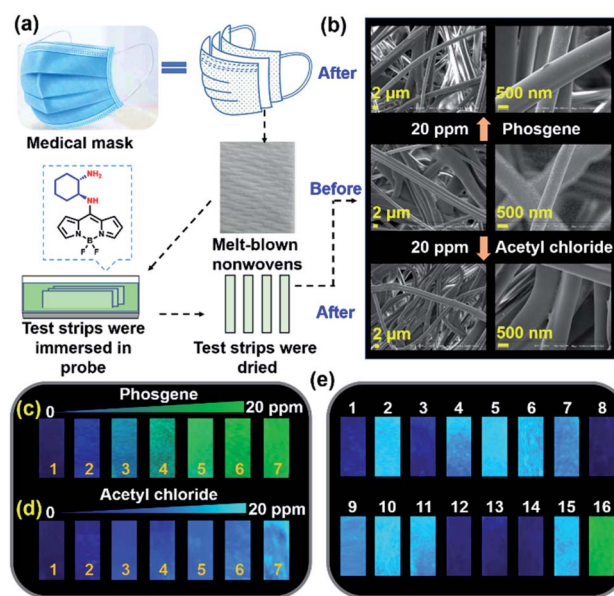 (a)
Medical mask
NH₂
NH
N
N
B
F
F
Melt-blown
nonwovens
Test strips were
immersed in
probe
Test strips were
dried
(b)
After
Before
After
2 μm
500 nm
20 ppm
Phosgene
2 μm
500 nm
20 ppm
Acetyl chloride
2 μm
500 nm
(c)
Phosgene
0
20 ppm
1 2 3 4 5 6 7
(d)
Acetyl chloride
0
20 ppm
1 2 3 4 5 6 7
(e)
1 2 3 4 5 6 7 8
9 10 11 12 13 14 15 16